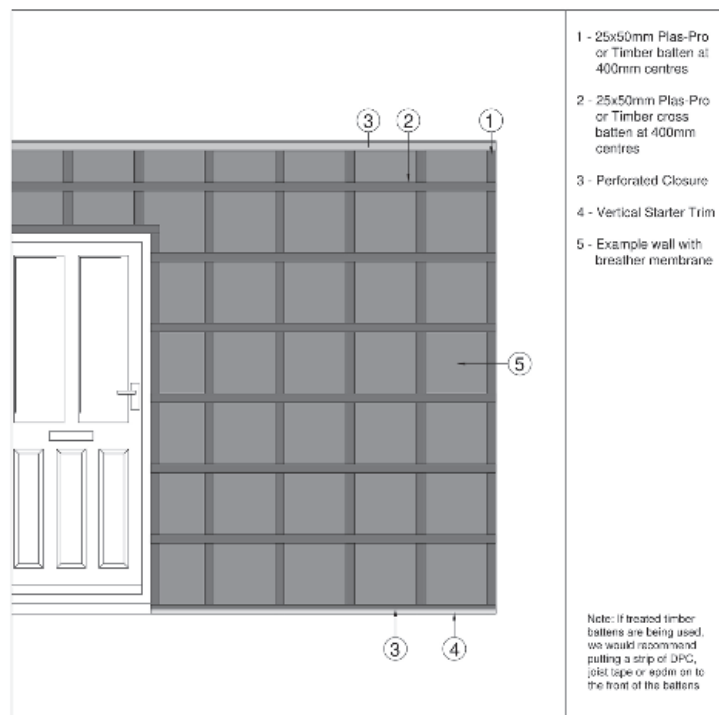 1 - 25x50mm Plas-Pro
or Timber batten at
400mm centres
2 - 25x50mm Plas-Pro
or Timber cross
batten at 400mm
centres
3 - Perforated Closure
4 - Vertical Starter Trim
5 - Example wall with
breather membrane
3
2
1
5
3
4
Note: If treated timber
battens are being used,
we would recommend
putting a strip of DPC,
joist tape or epdm on to
the front of the battens